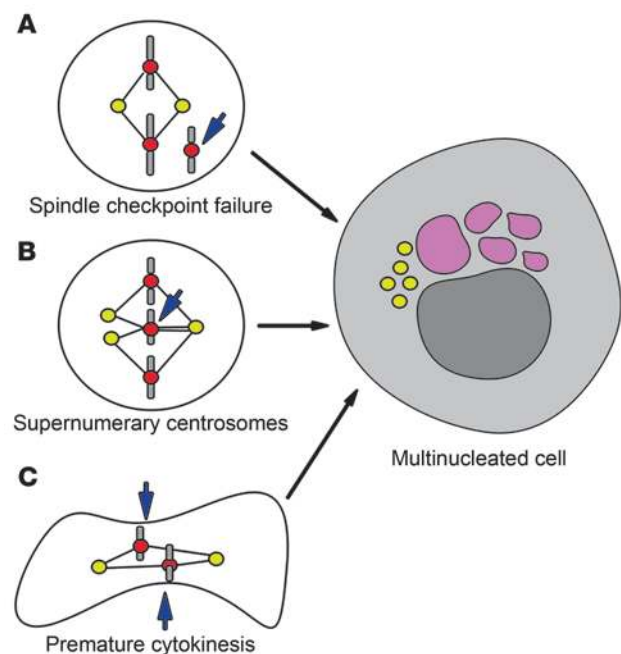 A
Spindle checkpoint failure
B
Supernumerary centrosomes
Multinucleated cell
C
Premature cytokinesis